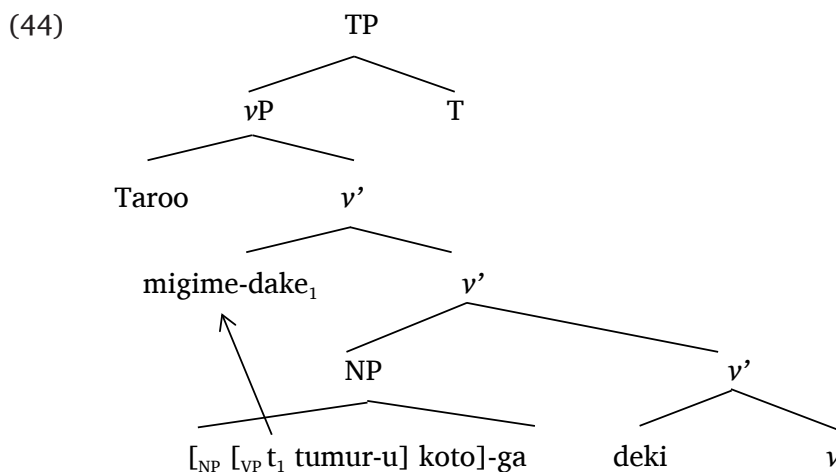 (44) TP
vP T
Taroo v’
migime-dake₁ v’
NP v’
[NP [VP t₁ tumur-u] koto]-ga deki v